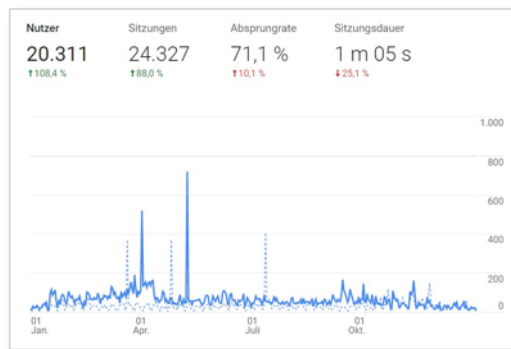 Nutzer Sitzungen Absprungrate Sitzungsdauer
20.311 24.327 71,1 % 1 m 05 s
↑108,4 % ↑88,0 % ↑10,1 % ↓25,1 %
1.000
800
600
400
200
0
01 01 01 01
Jan. Apr. Juli Okt.